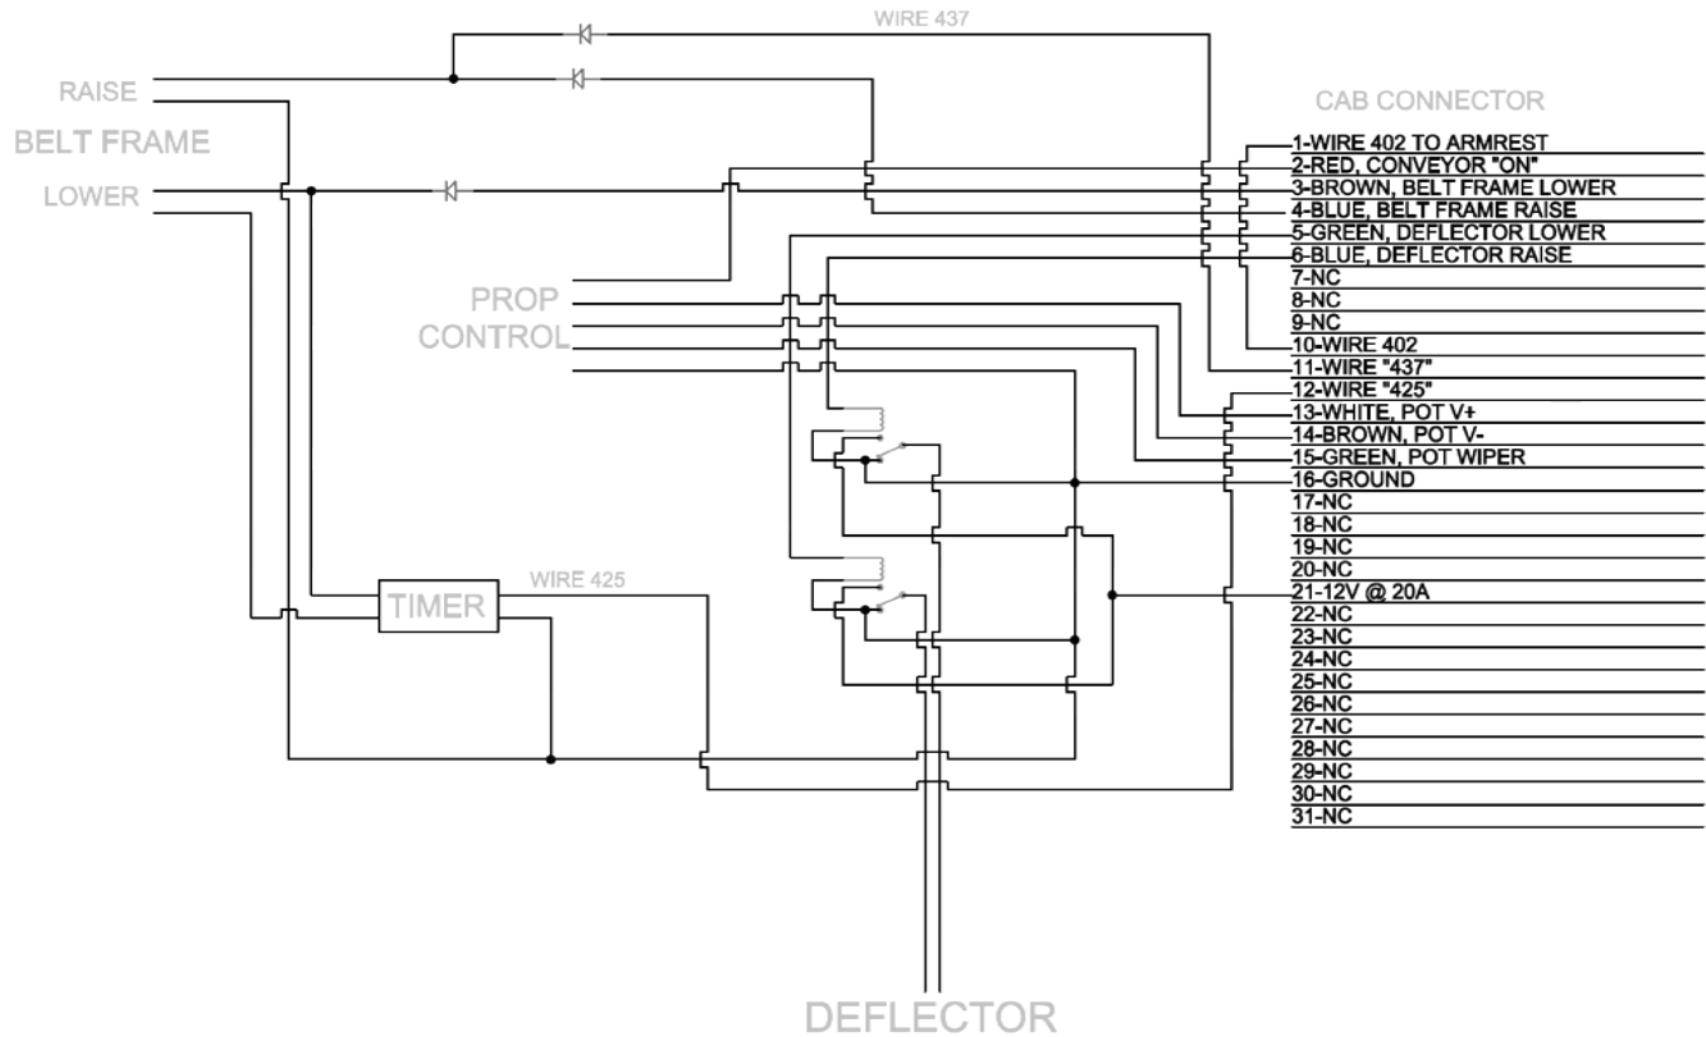 WIRE 437
RAISE
BELT FRAME
LOWER
PROP
CONTROL
WIRE 425
TIMER
DEFLECTOR
CAB CONNECTOR
1-WIRE 402 TO ARMREST
2-RED, CONVEYOR "ON"
3-BROWN, BELT FRAME LOWER
4-BLUE, BELT FRAME RAISE
5-GREEN, DEFLECTOR LOWER
6-BLUE, DEFLECTOR RAISE
7-NC
8-NC
9-NC
10-WIRE 402
11-WIRE "437"
12-WIRE "425"
13-WHITE, POT V+
14-BROWN, POT V-
15-GREEN, POT WIPER
16-GROUND
17-NC
18-NC
19-NC
20-NC
21-12V @ 20A
22-NC
23-NC
24-NC
25-NC
26-NC
27-NC
28-NC
29-NC
30-NC
31-NC